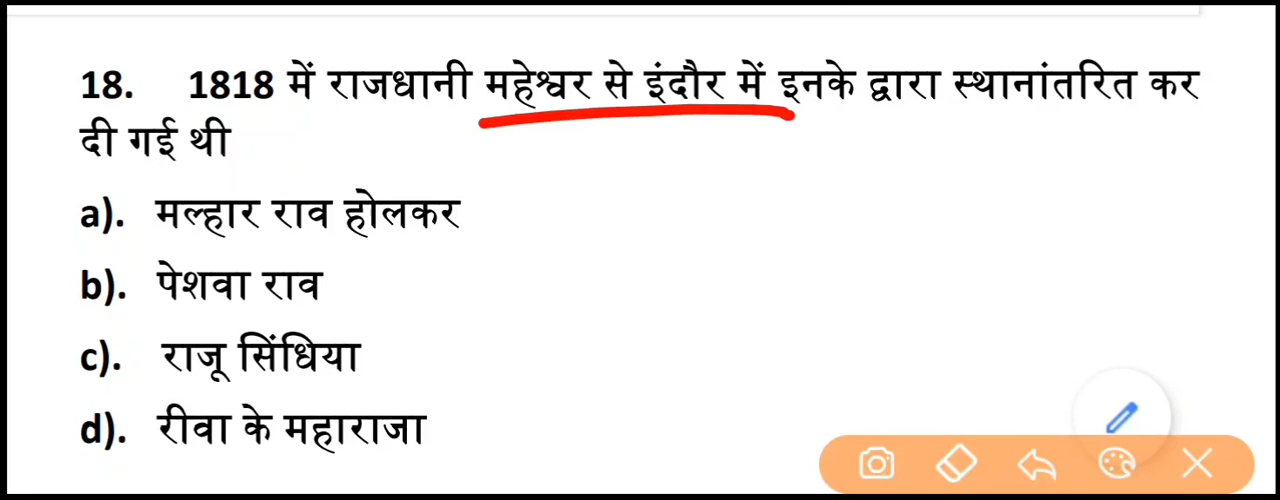 18. 1818 में राजधानी महेश्वर से इंदौर में इनके द्वारा स्थानांतरित कर
दी गई थी
a). मल्हार राव होलकर
b). पेशवा राव
c). राजू सिंधिया
d). रीवा के महाराजा